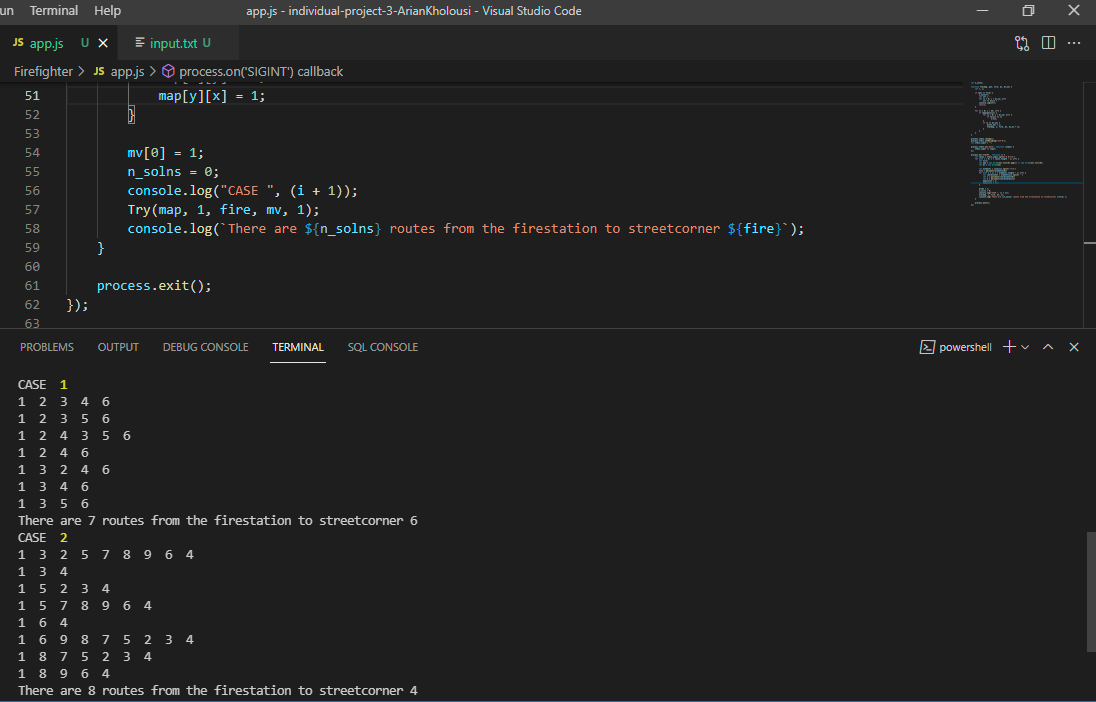 un Terminal Help app.js - individual-project-3-ArianKholousi - Visual Studio Code
JS app.js U input.txt U
Firefighter > JS app.js > process.on('SIGINT') callback
51 map[y][x] = 1;
52 }
53
54 mv[0] = 1;
55 n_solns = 0;
56 console.log("CASE ", (i + 1));
57 Try(map, 1, fire, mv, 1);
58 console.log(`There are ${n_solns} routes from the firestation to streetcorner ${fire}`);
59 }
60
61 process.exit();
62 });
63
PROBLEMS OUTPUT DEBUG CONSOLE TERMINAL SQL CONSOLE powershell
CASE 1
1 2 3 4 6
1 2 3 5 6
1 2 4 3 5 6
1 2 4 6
1 3 2 4 6
1 3 4 6
1 3 5 6
There are 7 routes from the firestation to streetcorner 6
CASE 2
1 3 2 5 7 8 9 6 4
1 3 4
1 5 2 3 4
1 5 7 8 9 6 4
1 6 4
1 6 9 8 7 5 2 3 4
1 8 7 5 2 3 4
1 8 9 6 4
There are 8 routes from the firestation to streetcorner 4